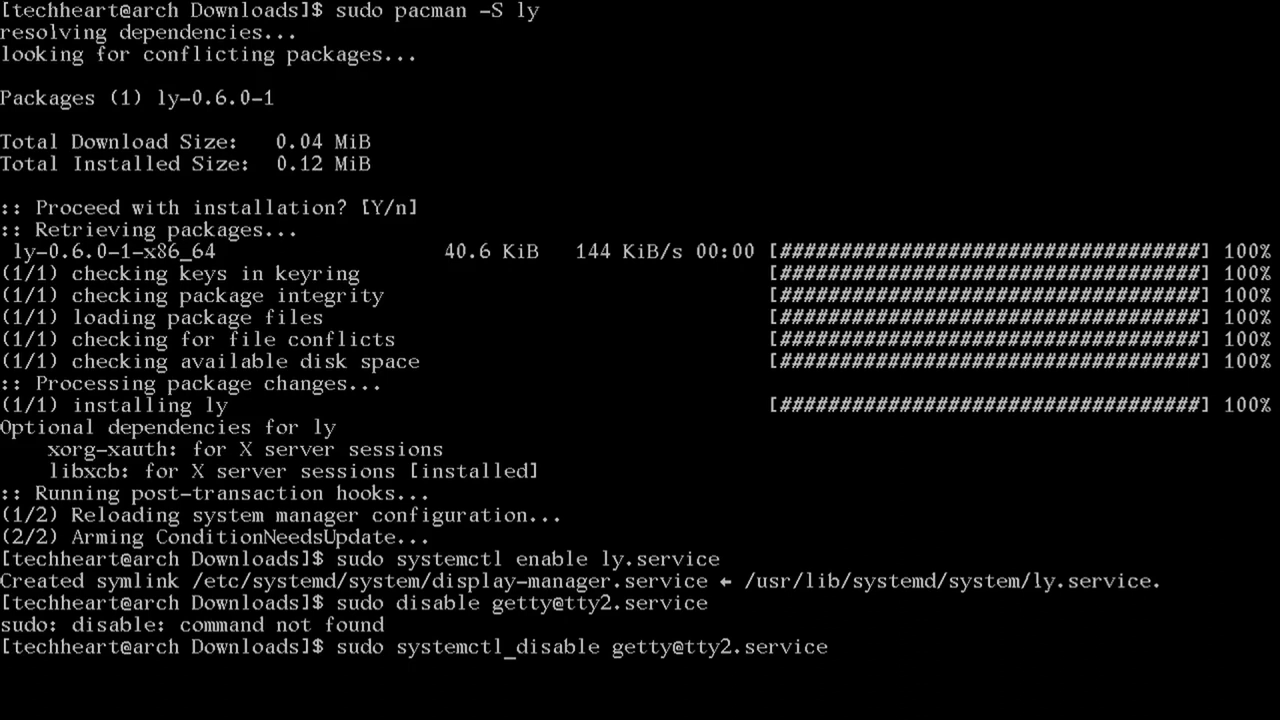 [techheart@arch Downloads]$ sudo pacman -S ly
resolving dependencies...
looking for conflicting packages...
Packages (1) ly-0.6.0-1
Total Download Size:   0.04 MiB
Total Installed Size:  0.12 MiB
:: Proceed with installation? [Y/n]
:: Retrieving packages...
 ly-0.6.0-1-x86_64                    40.6 KiB   144 KiB/s 00:00 [####################################] 100%
(1/1) checking keys in keyring                                   [####################################] 100%
(1/1) checking package integrity                                 [####################################] 100%
(1/1) loading package files                                      [####################################] 100%
(1/1) checking for file conflicts                                [####################################] 100%
(1/1) checking available disk space                              [####################################] 100%
:: Processing package changes...
(1/1) installing ly                                              [####################################] 100%
Optional dependencies for ly
    xorg-xauth: for X server sessions
    libxcb: for X server sessions [installed]
:: Running post-transaction hooks...
(1/2) Reloading system manager configuration...
(2/2) Arming ConditionNeedsUpdate...
[techheart@arch Downloads]$ sudo systemctl enable ly.service
Created symlink /etc/systemd/system/display-manager.service ← /usr/lib/systemd/system/ly.service.
[techheart@arch Downloads]$ sudo disable getty@tty2.service
sudo: disable: command not found
[techheart@arch Downloads]$ sudo systemctl_disable getty@tty2.service